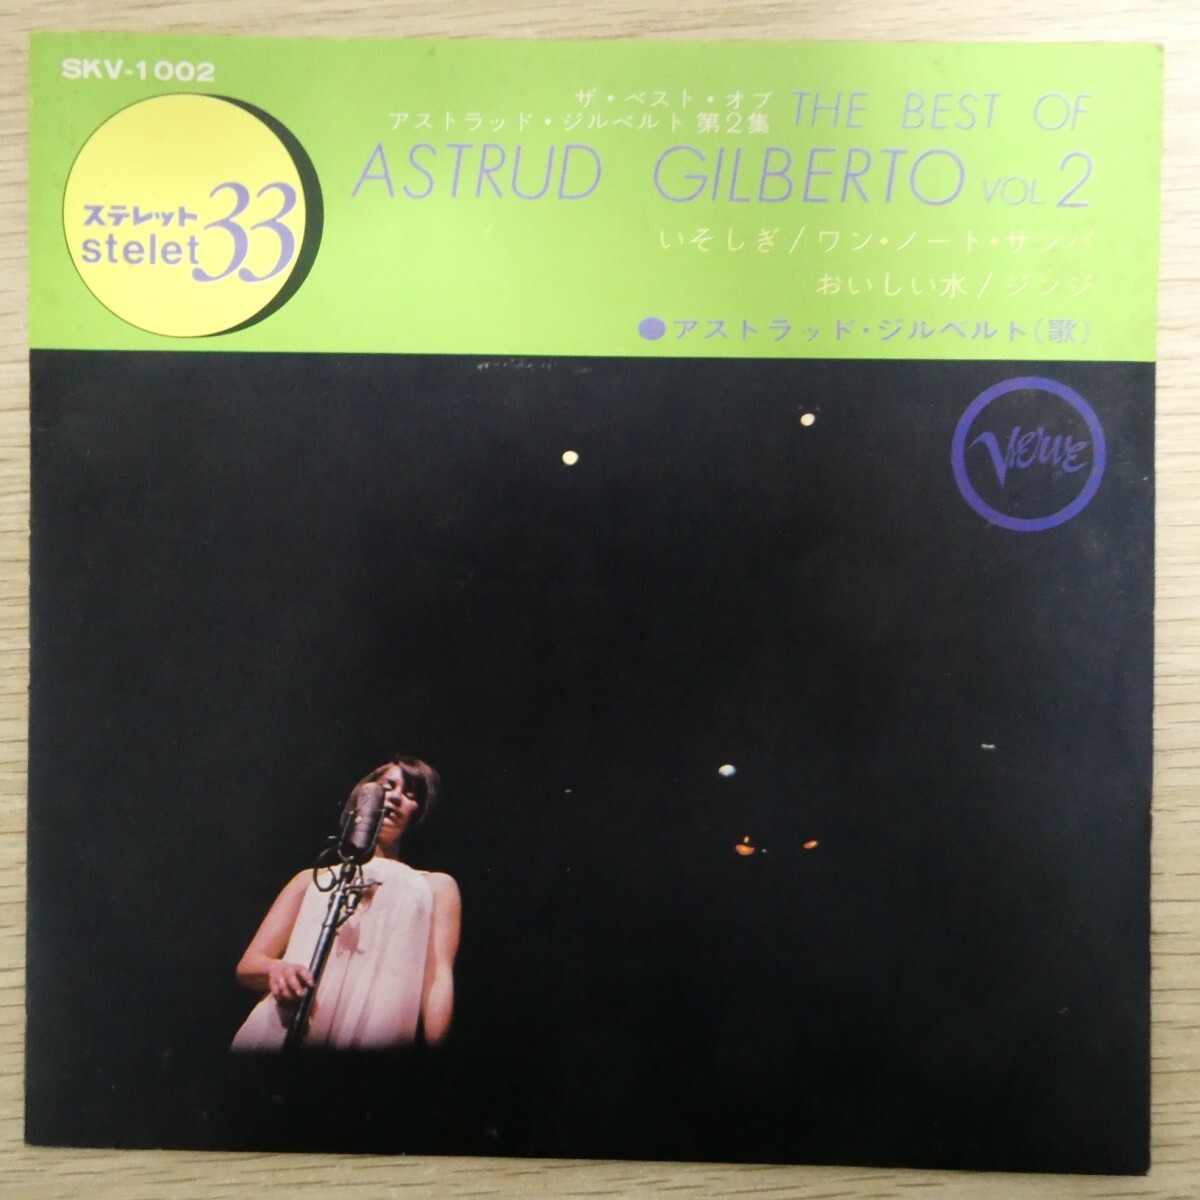 SKV-1002
ザ・ベスト・オブ
アストラッド・ジルベルト 第2集
THE BEST OF
ASTRUD GILBERTO VOL 2
ステレット
stelet
33
いそしぎ/ワン・ノート・サンバ
おいしい水/ジンジ
●アストラッド・ジルベルト(歌)
Verve